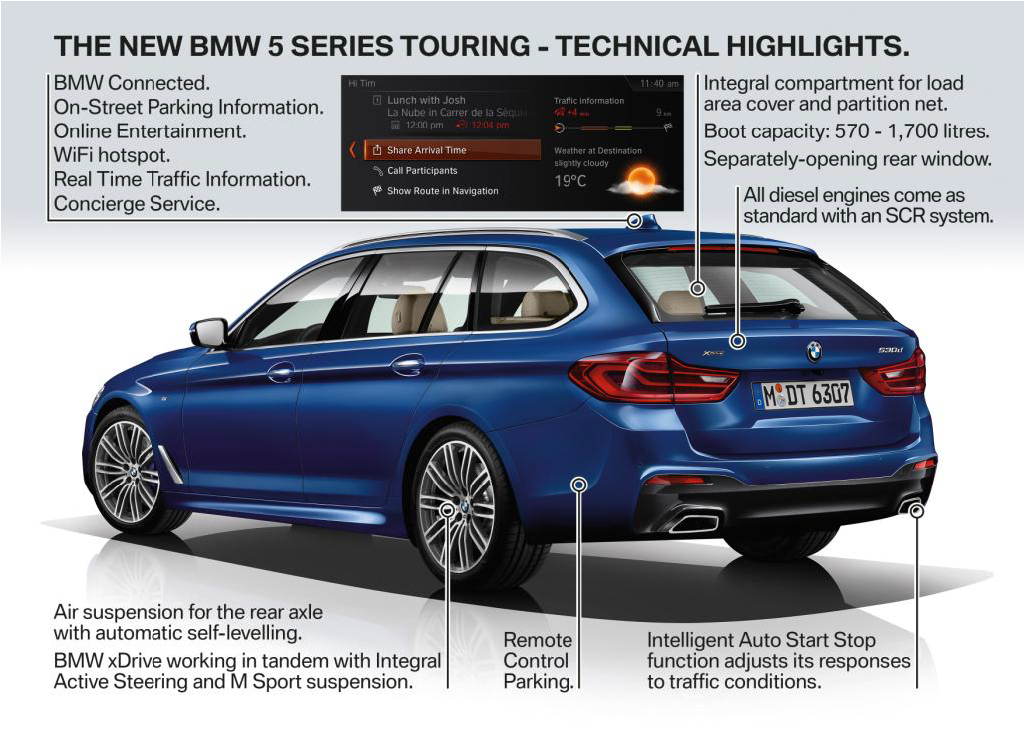 THE NEW BMW 5 SERIES TOURING - TECHNICAL HIGHLIGHTS.
BMW Connected.
On-Street Parking Information.
Online Entertainment.
WiFi hotspot.
Real Time Traffic Information.
Concierge Service.
Hi Tim
11:40 am
1 Lunch with Josh
La Nube in Carrer de la Séqui
12:00 pm 12:04 pm
Share Arrival Time
Call Participants
Show Route in Navigation
Traffic information
+4 min 9 km
Weather at Destination
slightly cloudy
19°C
Integral compartment for load
area cover and partition net.
Boot capacity: 570 - 1,700 litres.
Separately-opening rear window.
All diesel engines come as
standard with an SCR system.
xDrive
530d
D M DT 6307
Air suspension for the rear axle
with automatic self-levelling.
BMW xDrive working in tandem with Integral
Active Steering and M Sport suspension.
Remote
Control
Parking.
Intelligent Auto Start Stop
function adjusts its responses
to traffic conditions.